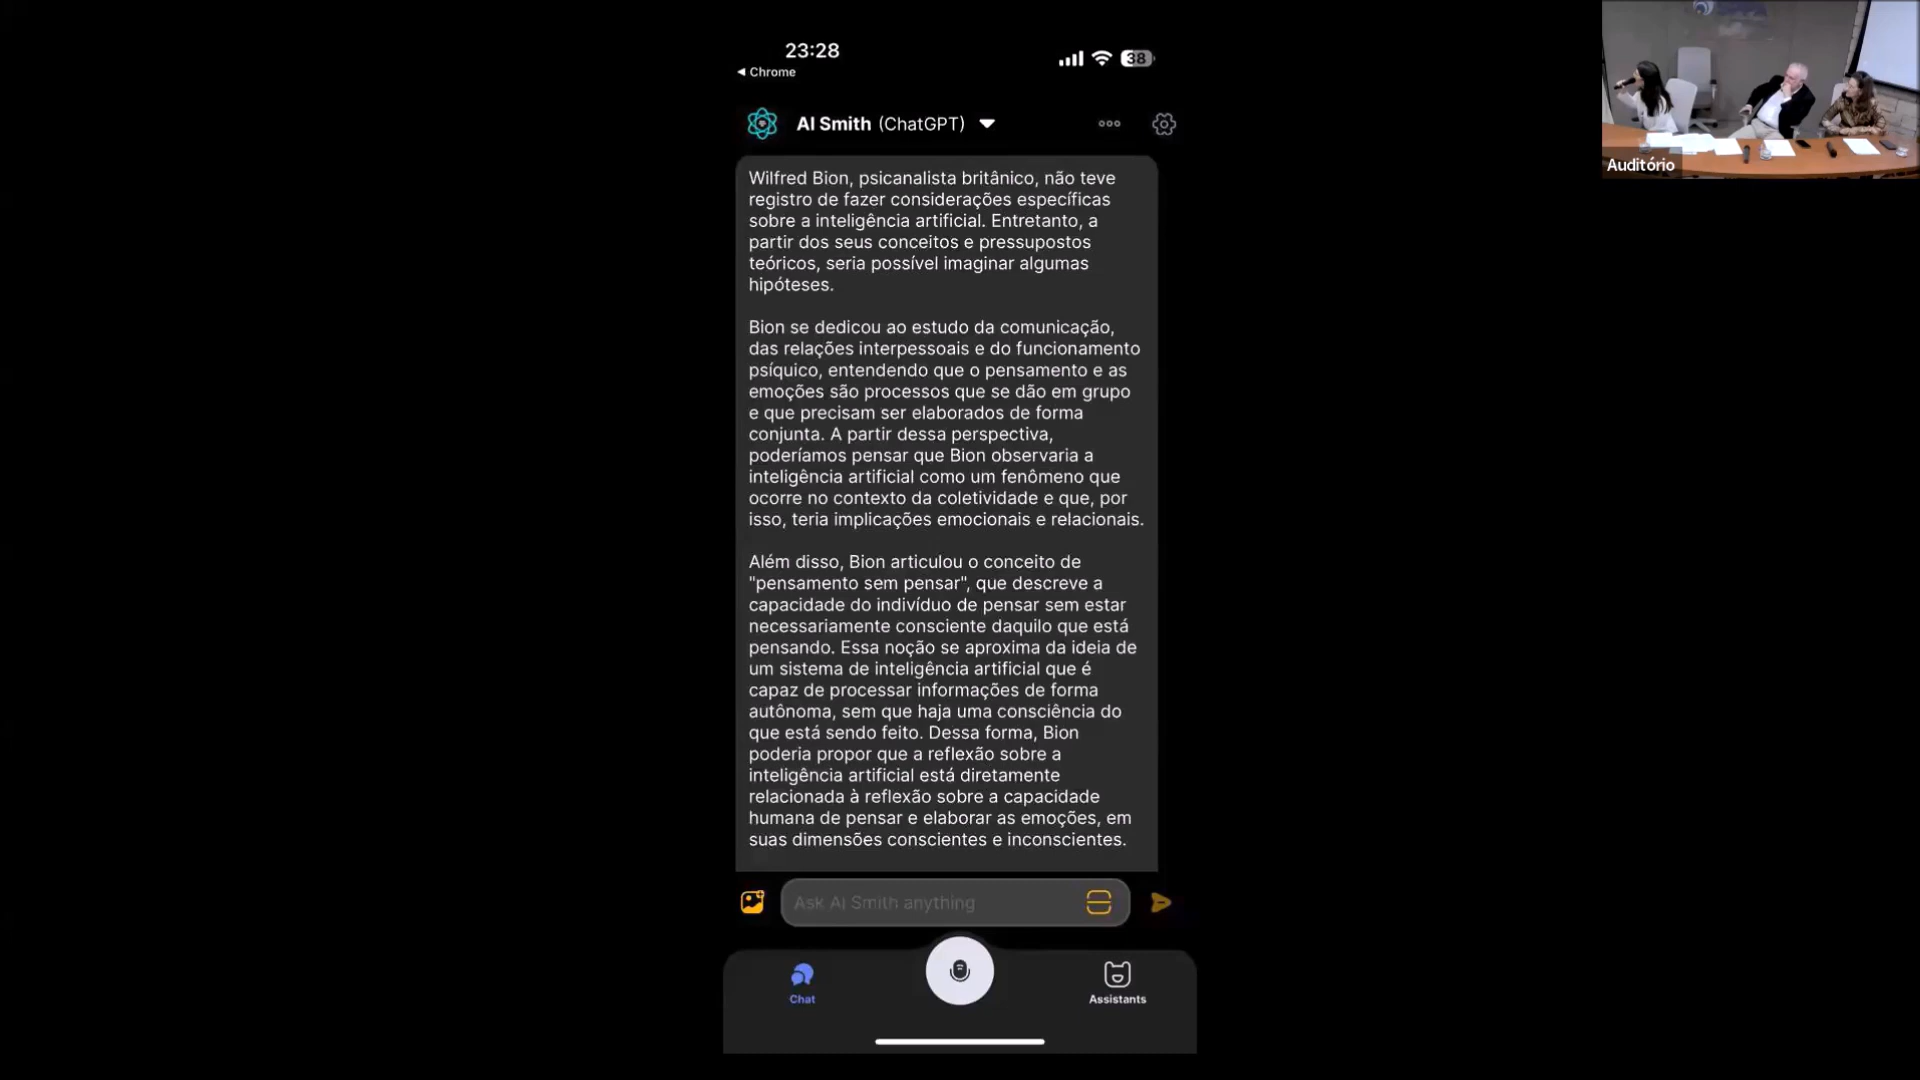 23:28
38
◄ Chrome
AI Smith (ChatGPT)
Wilfred Bion, psicanalista britânico, não teve
registro de fazer considerações específicas
sobre a inteligência artificial. Entretanto, a
partir dos seus conceitos e pressupostos
teóricos, seria possível imaginar algumas
hipóteses.
Bion se dedicou ao estudo da comunicação,
das relações interpessoais e do funcionamento
psíquico, entendendo que o pensamento e as
emoções são processos que se dão em grupo
e que precisam ser elaborados de forma
conjunta. A partir dessa perspectiva,
poderíamos pensar que Bion observaria a
inteligência artificial como um fenômeno que
ocorre no contexto da coletividade e que, por
isso, teria implicações emocionais e relacionais.
Além disso, Bion articulou o conceito de
"pensamento sem pensar", que descreve a
capacidade do indivíduo de pensar sem estar
necessariamente consciente daquilo que está
pensando. Essa noção se aproxima da ideia de
um sistema de inteligência artificial que é
capaz de processar informações de forma
autônoma, sem que haja uma consciência do
que está sendo feito. Dessa forma, Bion
poderia propor que a reflexão sobre a
inteligência artificial está diretamente
relacionada à reflexão sobre a capacidade
humana de pensar e elaborar as emoções, em
suas dimensões conscientes e inconscientes.
Ask AI Smith anything
Chat
Assistants
Auditório